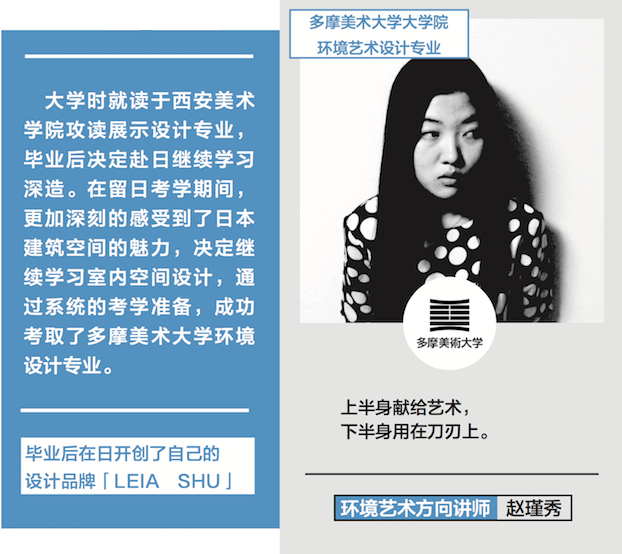 大学时就读于西安美术
学院攻读展示设计专业，
毕业后决定赴日继续学习
深造。在留日考学期间，
更加深刻的感受到了日本
建筑空间的魅力，决定继
续学习室内空间设计，通
过系统的考学准备，成功
考取了多摩美术大学环境
设计专业。
毕业后在日开创了自己的
设计品牌「LEIA　SHU」
多摩美术大学大学院
环境艺术设计专业
多摩美術大学
上半身献给艺术，
下半身用在刀刃上。
环境艺术方向讲师 赵瑾秀